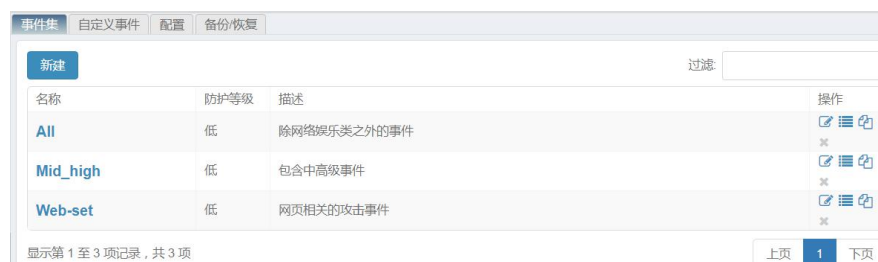 事件集 自定义事件 配置 备份/恢复
新建 过滤:
名称 防护等级 描述 操作
All 低 除网络娱乐类之外的事件
Mid_high 低 包含中高级事件
Web-set 低 网页相关的攻击事件
显示第 1 至 3 项记录，共 3 项 上页 1 下页